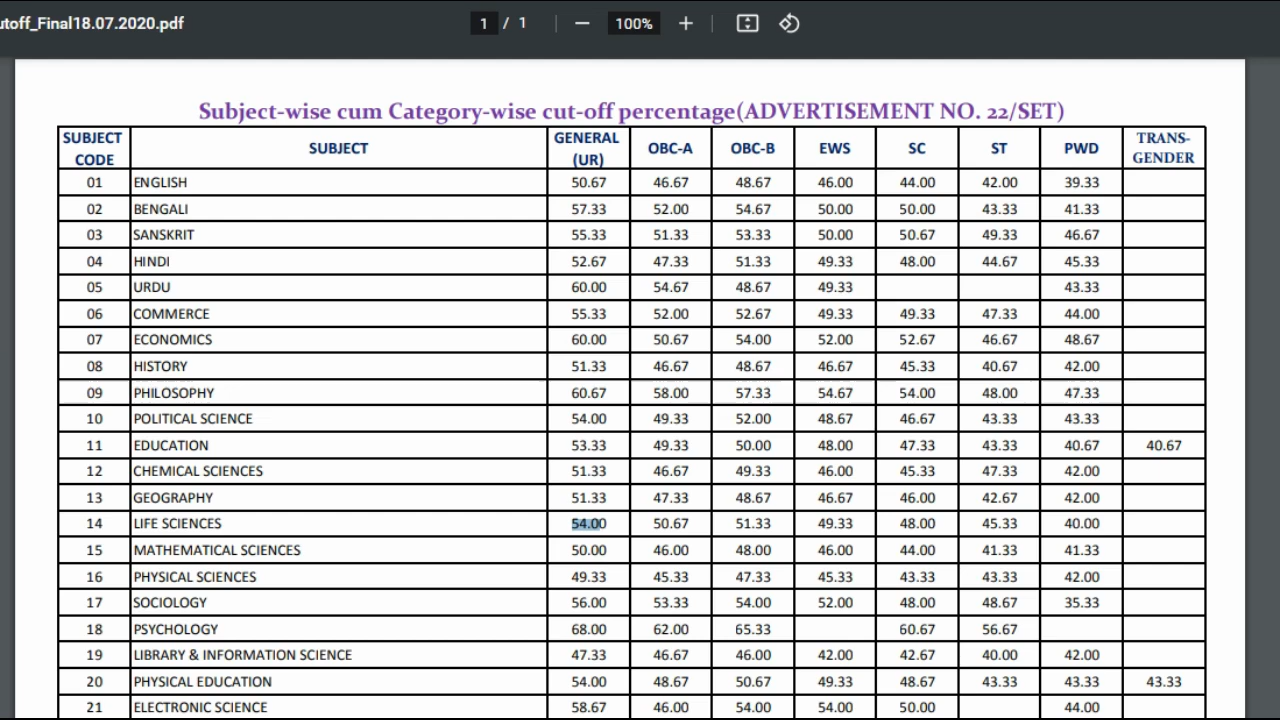 utoff_Final18.07.2020.pdf 1 / 1 100%
Subject-wise cum Category-wise cut-off percentage(ADVERTISEMENT NO. 22/SET)
SUBJECT CODE SUBJECT GENERAL (UR) OBC-A OBC-B EWS SC ST PWD TRANS-GENDER
01 ENGLISH 50.67 46.67 48.67 46.00 44.00 42.00 39.33
02 BENGALI 57.33 52.00 54.67 50.00 50.00 43.33 41.33
03 SANSKRIT 55.33 51.33 53.33 50.00 50.67 49.33 46.67
04 HINDI 52.67 47.33 51.33 49.33 48.00 44.67 45.33
05 URDU 60.00 54.67 48.67 49.33 43.33
06 COMMERCE 55.33 52.00 52.67 49.33 49.33 47.33 44.00
07 ECONOMICS 60.00 50.67 54.00 52.00 52.67 46.67 48.67
08 HISTORY 51.33 46.67 48.67 46.67 45.33 40.67 42.00
09 PHILOSOPHY 60.67 58.00 57.33 54.67 54.00 48.00 47.33
10 POLITICAL SCIENCE 54.00 49.33 52.00 48.67 46.67 43.33 43.33
11 EDUCATION 53.33 49.33 50.00 48.00 47.33 43.33 40.67 40.67
12 CHEMICAL SCIENCES 51.33 46.67 49.33 46.00 45.33 47.33 42.00
13 GEOGRAPHY 51.33 47.33 48.67 46.67 46.00 42.67 42.00
14 LIFE SCIENCES 54.00 50.67 51.33 49.33 48.00 45.33 40.00
15 MATHEMATICAL SCIENCES 50.00 46.00 48.00 46.00 44.00 41.33 41.33
16 PHYSICAL SCIENCES 49.33 45.33 47.33 45.33 43.33 43.33 42.00
17 SOCIOLOGY 56.00 53.33 54.00 52.00 48.00 48.67 35.33
18 PSYCHOLOGY 68.00 62.00 65.33 60.67 56.67
19 LIBRARY & INFORMATION SCIENCE 47.33 46.67 46.00 42.00 42.67 40.00 42.00
20 PHYSICAL EDUCATION 54.00 48.67 50.67 49.33 48.67 43.33 43.33 43.33
21 ELECTRONIC SCIENCE 58.67 46.00 54.00 54.00 50.00 44.00